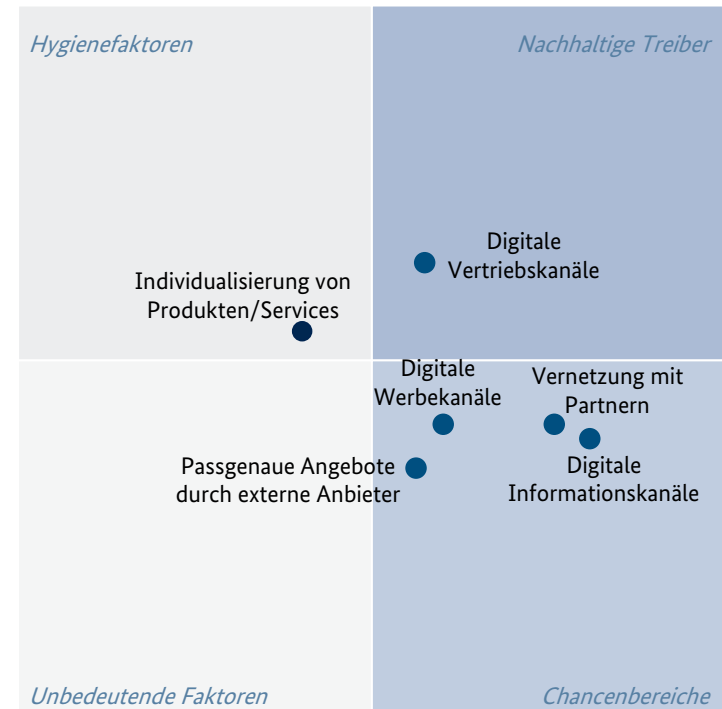 Hygienefaktoren
Nachhaltige Treiber
Digitale
Vertriebskanäle
Individualisierung von
Produkten/Services
Digitale
Werbekanäle
Vernetzung mit
Partnern
Passgenaue Angebote
durch externe Anbieter
Digitale
Informationskanäle
Unbedeutende Faktoren
Chancenbereiche